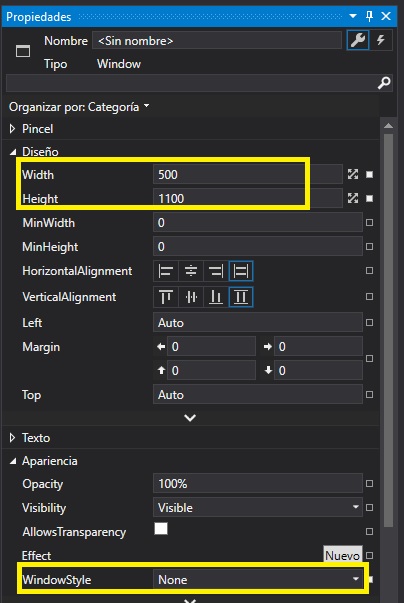 Propiedades
Nombre <Sin nombre>
Tipo Window
Organizar por: Categoría
Pincel
Diseño
Width 500
Height 1100
MinWidth 0
MinHeight 0
HorizontalAlignment
VerticalAlignment
Left Auto
Margin 0 0
0 0
Top Auto
Texto
Apariencia
Opacity 100%
Visibility Visible
AllowsTransparency
Effect Nuevo
WindowStyle None